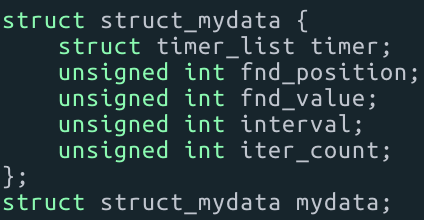 struct struct_mydata {
    struct timer_list timer;
    unsigned int fnd_position;
    unsigned int fnd_value;
    unsigned int interval;
    unsigned int iter_count;
};
struct struct_mydata mydata;